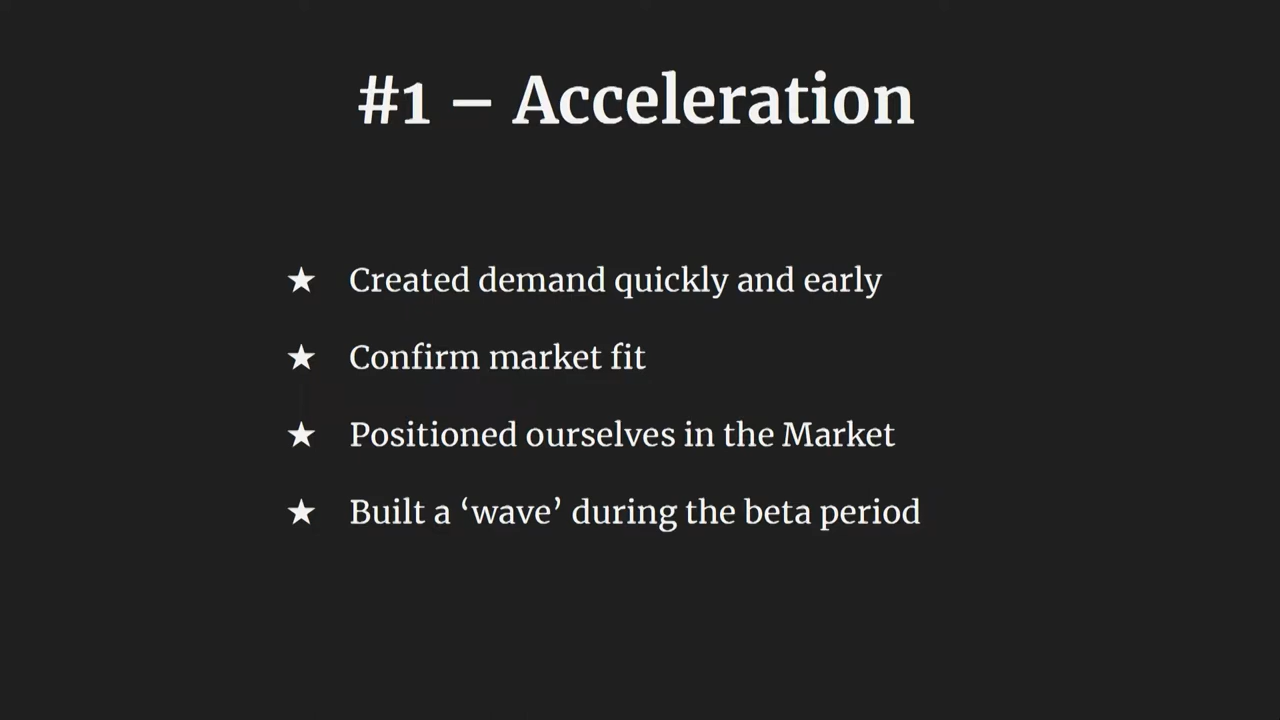 #1 – Acceleration
★ Created demand quickly and early
★ Confirm market fit
★ Positioned ourselves in the Market
★ Built a ‘wave’ during the beta period